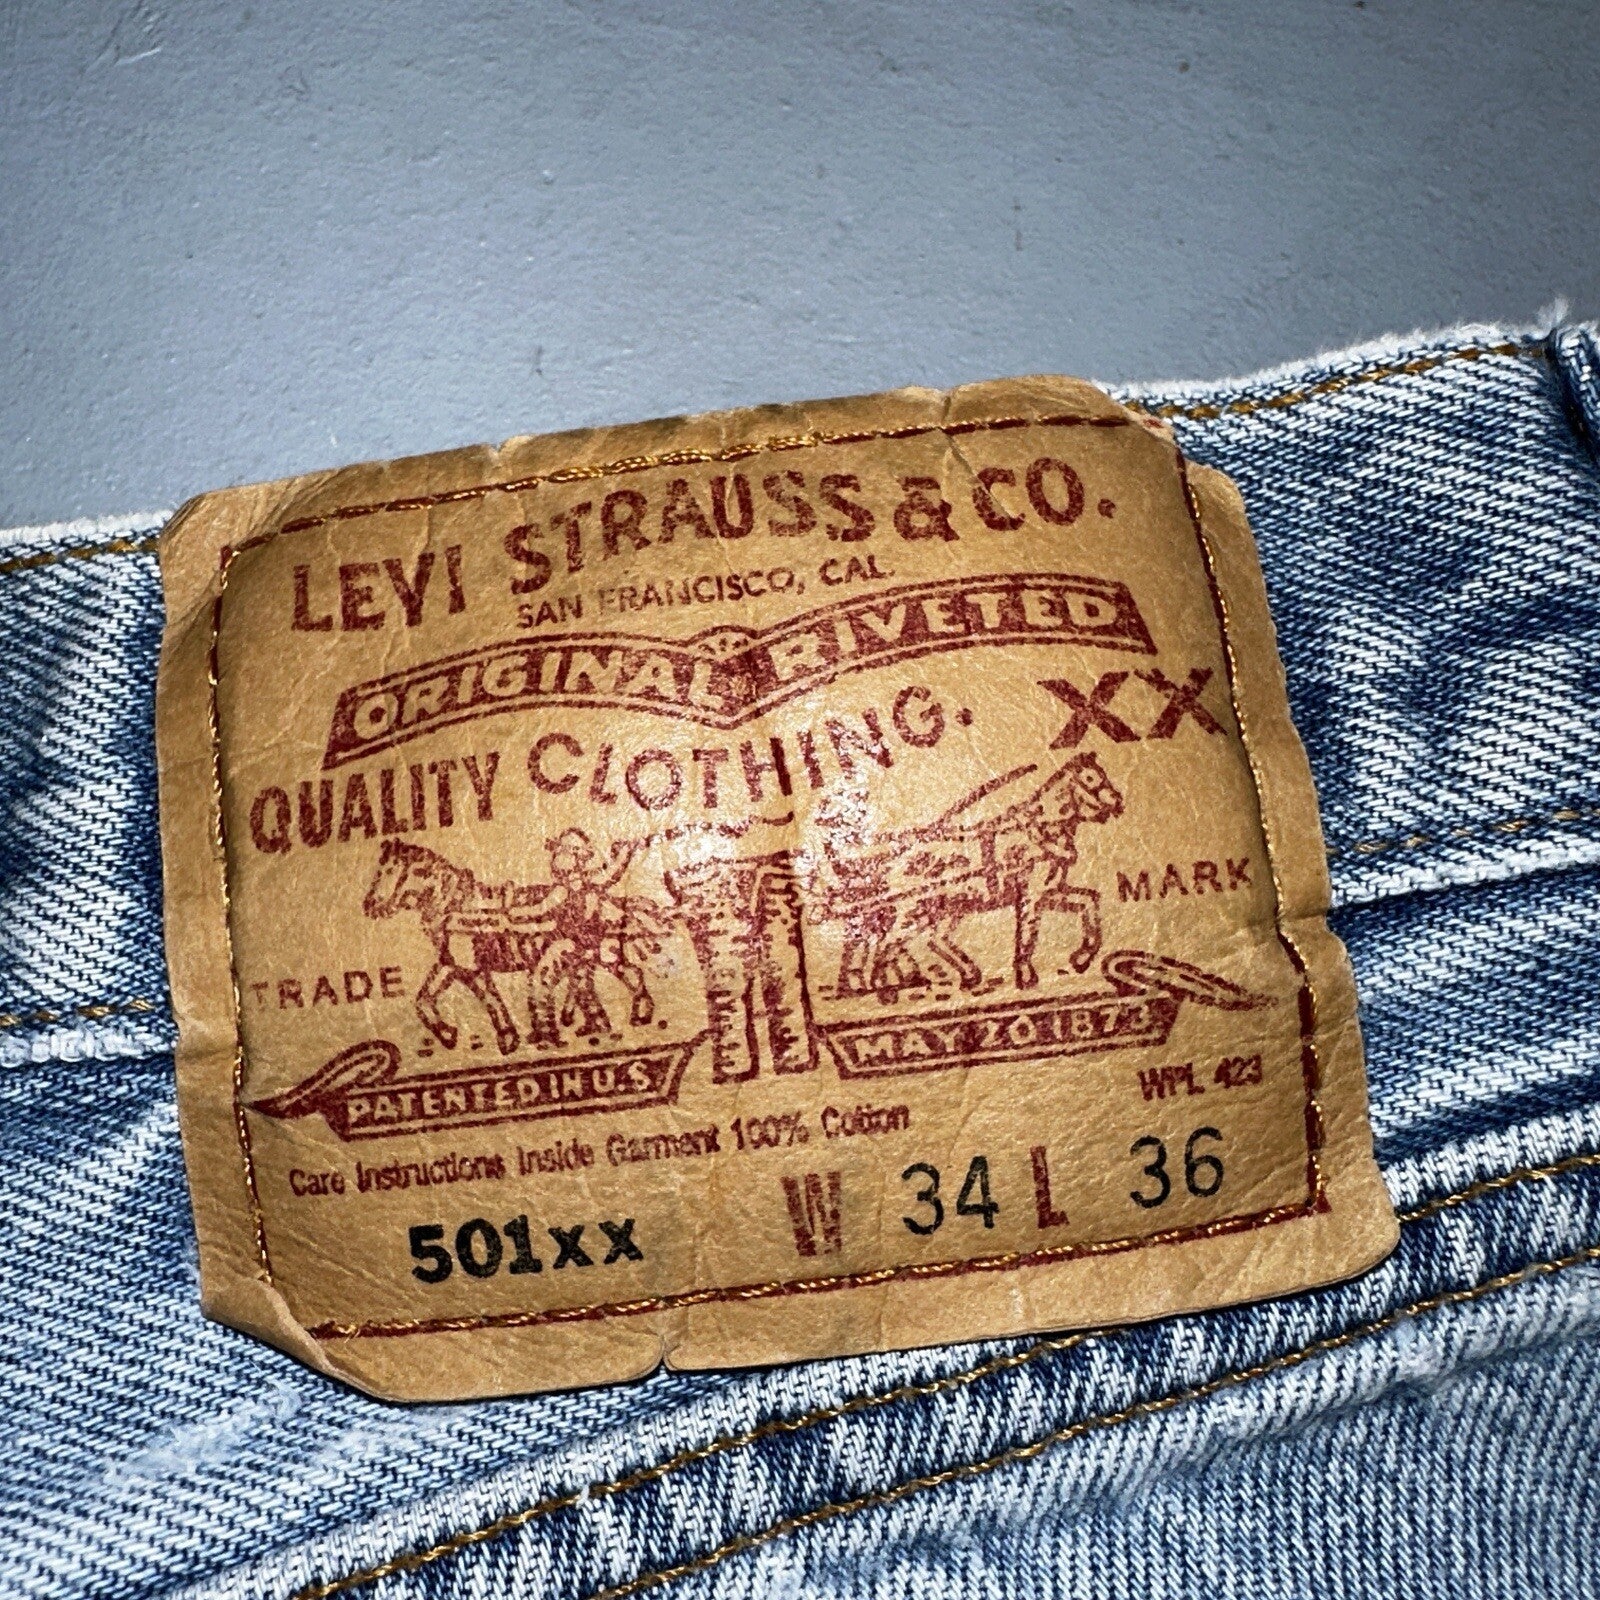 LEVI STRAUSS & CO.
SAN FRANCISCO, CAL.
ORIGINAL RIVETED
QUALITY CLOTHING. XX
TRADE MARK
PATENTED IN U.S. MAY 20 1873
WPL 423
Care Instructions Inside Garment 100% Cotton
501xx W 34 L 36